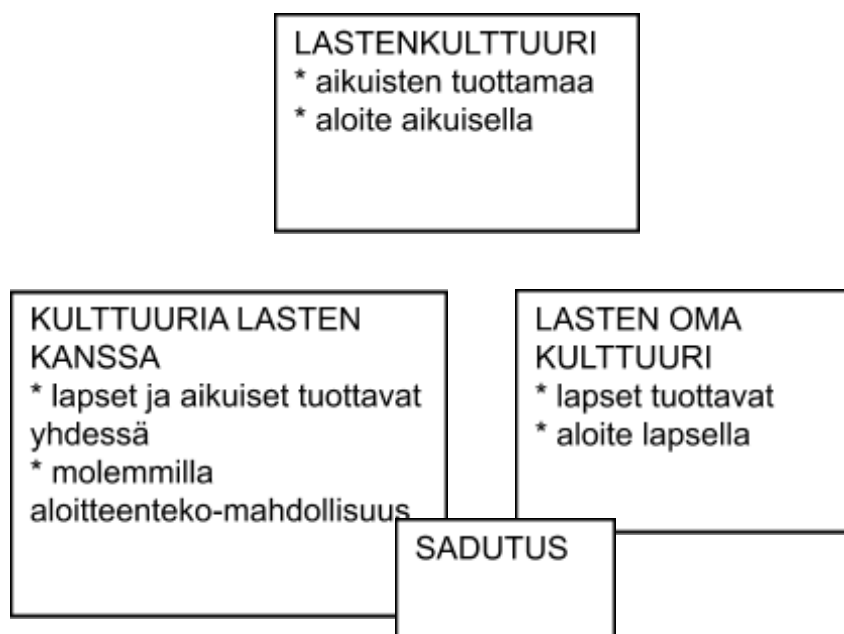 LASTENKULTTUURI
* aikuisten tuottamaa
* aloite aikuisella
KULTTUURIA LASTEN
KANSSA
* lapset ja aikuiset tuottavat
yhdessä
* molemmilla
aloitteenteko-mahdollisuus
LASTEN OMA
KULTTUURI
* lapset tuottavat
* aloite lapsella
SADUTUS